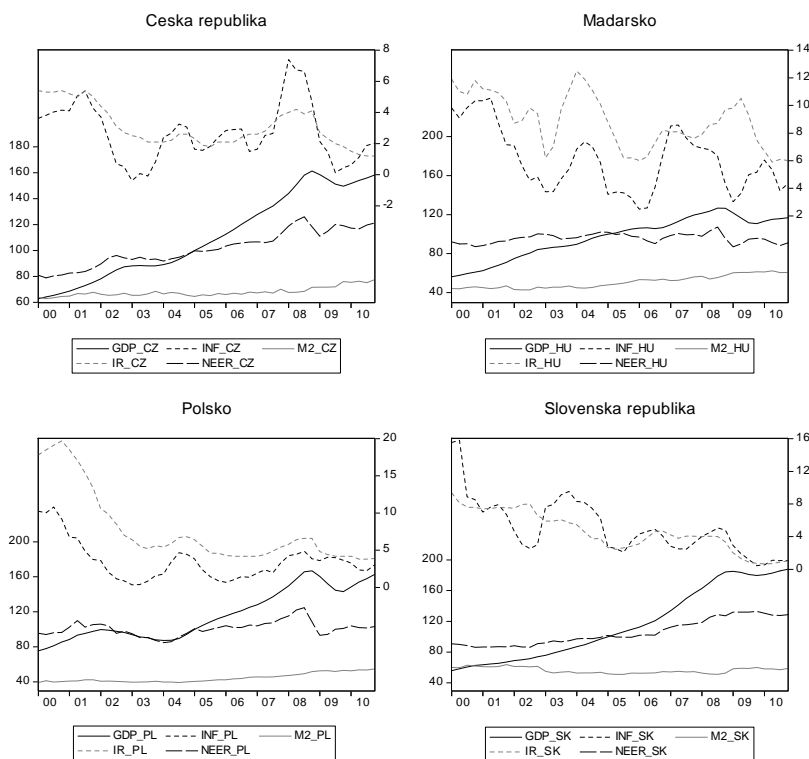 Ceska republika
8
6
4
2
0
-2
180
160
140
120
100
80
60
00 01 02 03 04 05 06 07 08 09 10
GDP_CZ INF_CZ M2_CZ
IR_CZ NEER_CZ
Madarsko
14
12
10
8
6
4
2
200
160
120
80
40
00 01 02 03 04 05 06 07 08 09 10
GDP_HU INF_HU M2_HU
IR_HU NEER_HU
Polsko
20
15
10
5
0
200
160
120
80
40
00 01 02 03 04 05 06 07 08 09 10
GDP_PL INF_PL M2_PL
IR_PL NEER_PL
Slovenska republika
16
12
8
4
0
200
160
120
80
40
00 01 02 03 04 05 06 07 08 09 10
GDP_SK INF_SK M2_SK
IR_SK NEER_SK